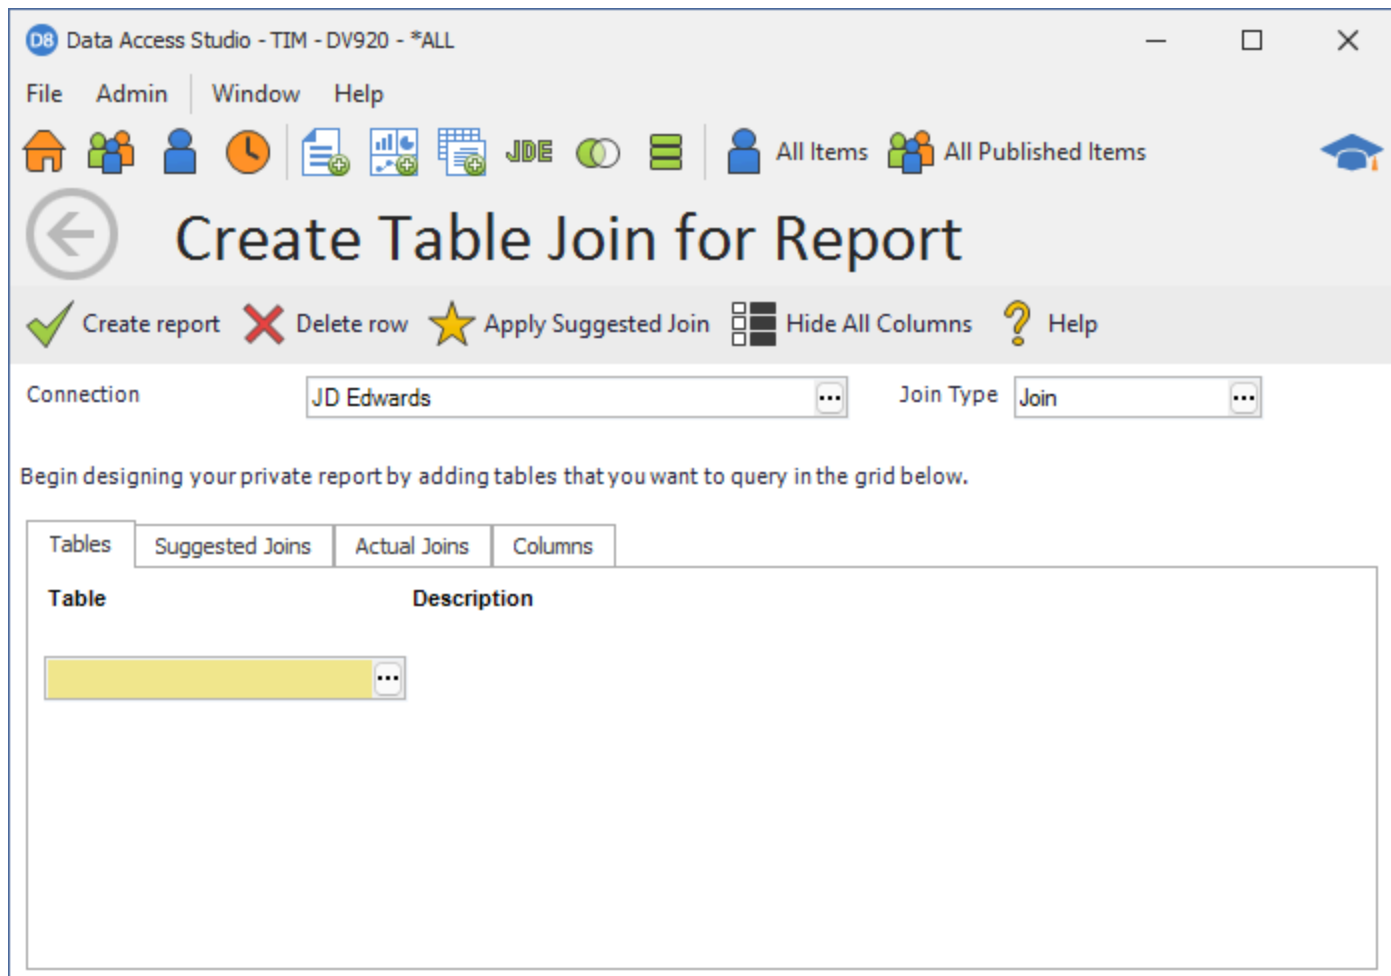 D8 Data Access Studio - TIM - DV920 - *ALL
File Admin Window Help
JDE All Items All Published Items
Create Table Join for Report
Create report Delete row Apply Suggested Join Hide All Columns ? Help
Connection JD Edwards ... Join Type Join ...
Begin designing your private report by adding tables that you want to query in the grid below.
Tables Suggested Joins Actual Joins Columns
Table Description
...